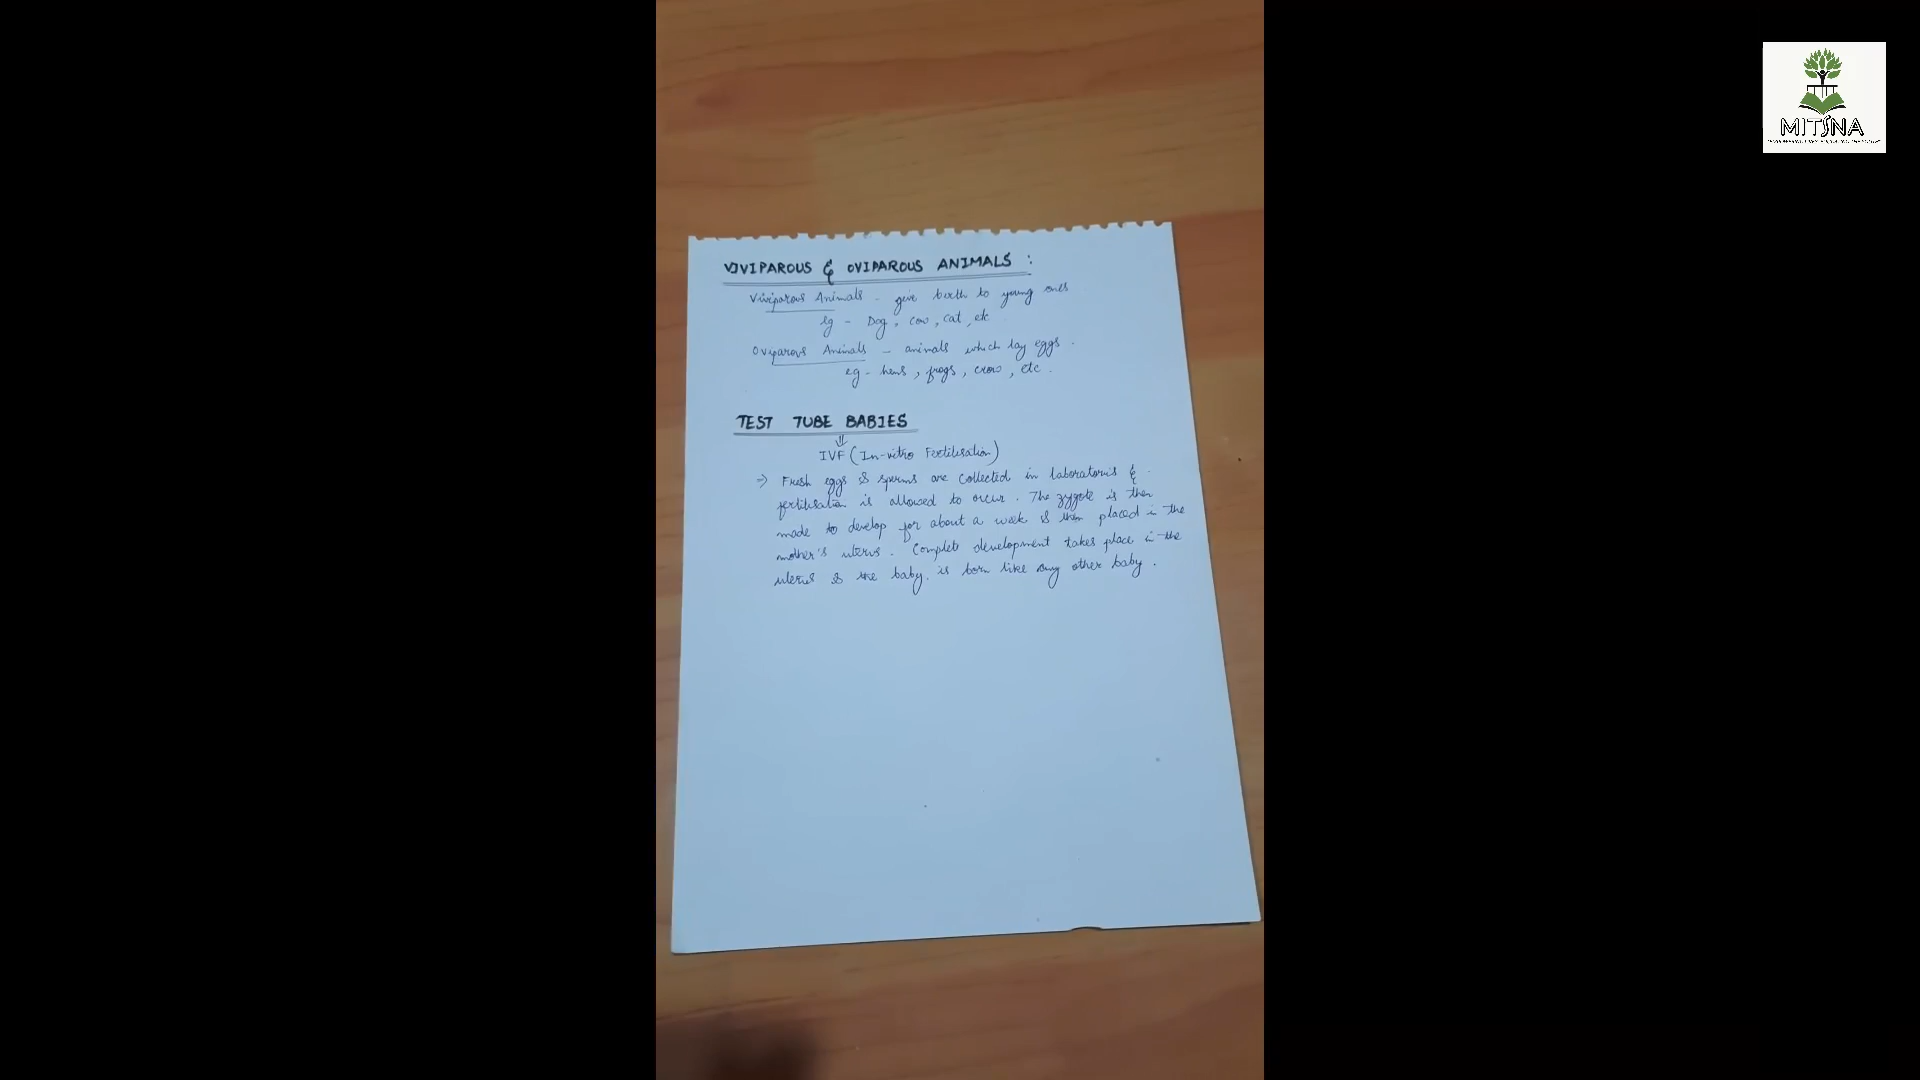 VIVIPAROUS & OVIPAROUS ANIMALS :
Viviparous Animals - give birth to young ones
eg - Dog, cow, cat, etc
Oviparous Animals - animals which lay eggs.
eg - hens, frogs, crow, etc.
TEST TUBE BABIES
⇓
IVF (In-vitro Fertilisation)
⇒ Fresh eggs & sperms are collected in laboratoris &
fertilisation is allowed to occur. The zygote is then
made to develop for about a week & then placed in the
mother's uterus. Complete development takes place in the
uterus & the baby is born like any other baby.
MITSNA